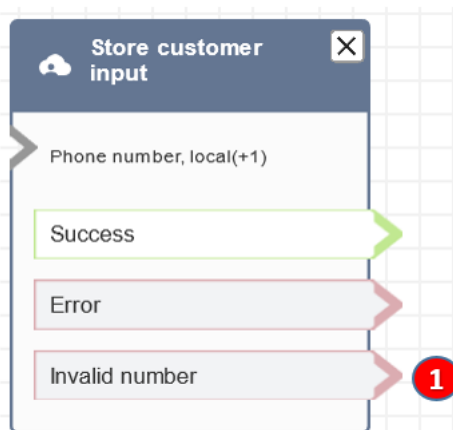 Store customer
input
Phone number, local(+1)
Success
Error
Invalid number
1